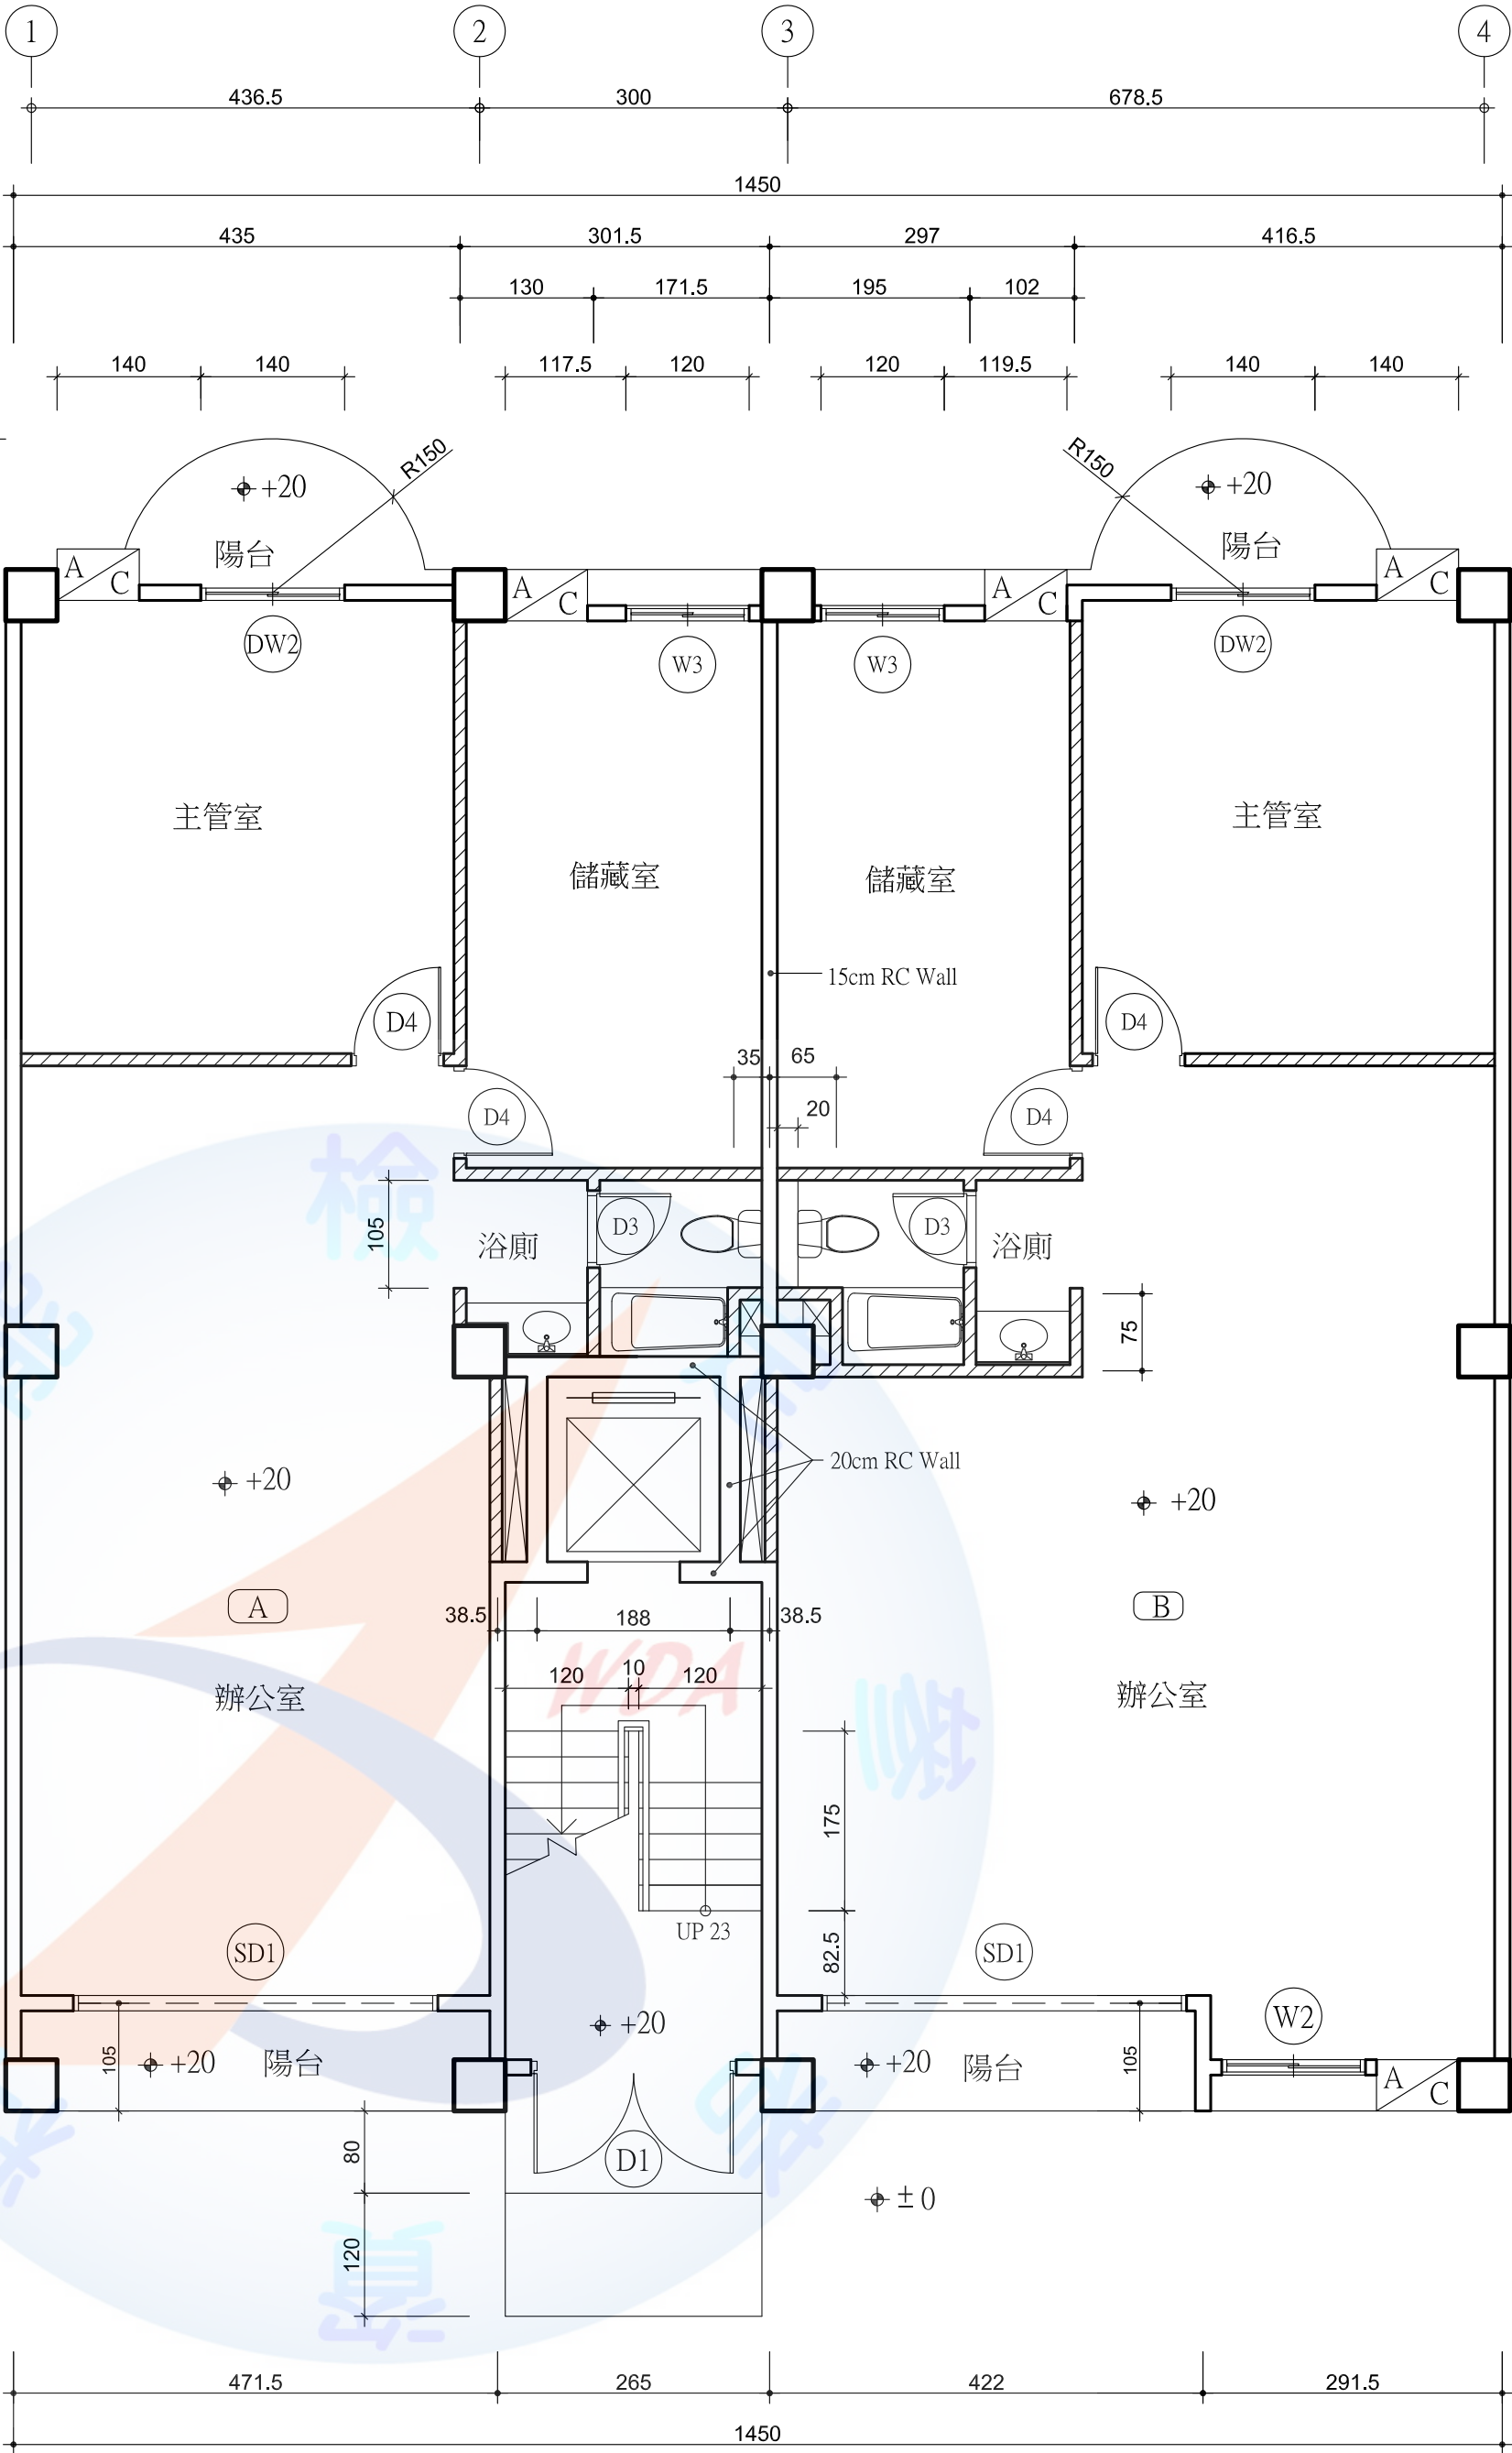 1 2 3 4
436.5 300 678.5
1450
435 301.5 297 416.5
130 171.5 195 102
140 140 117.5 120 120 119.5 140 140
R150 R150
+20 +20
陽台 陽台
A C A C A C A C
DW2 W3 W3 DW2
主管室 主管室
儲藏室 儲藏室
15cm RC Wall
D4 D4
35 65
20
D4 D4
檢
105 浴廁 D3 D3 浴廁
75
20cm RC Wall
+20 +20
A B
38.5 188 38.5
WDA
120 10 120
辦公室 辦公室
175
UP 23
82.5
SD1 SD1
W2
+20
105 +20 陽台 +20 陽台 105
A C
80 D1
±0
120
471.5 265 422 291.5
1450